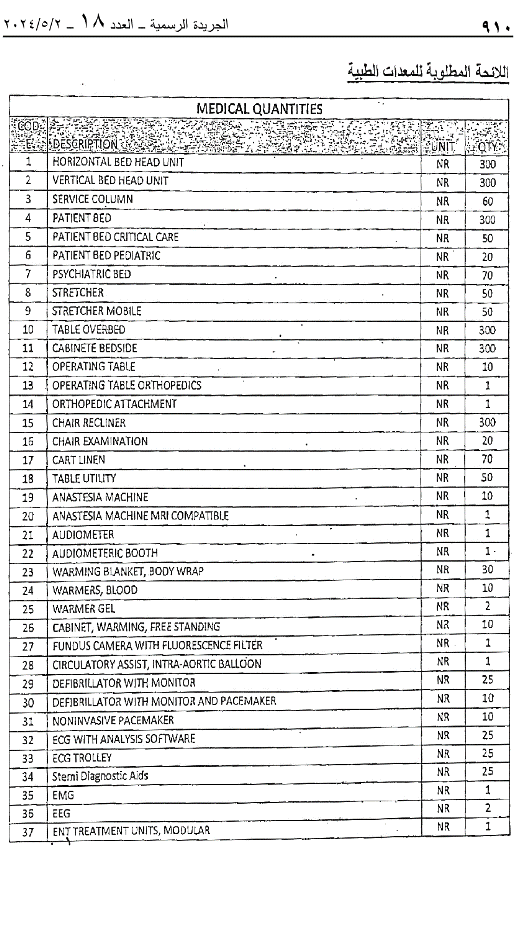 ٩١٠
الجريدة الرسمية ـ العدد ١٨ ـ ٢٠٢٤/٥/٢
اللائحة المطلوبة للمعدات الطبية
MEDICAL QUANTITIES
COD E DESCRIPTION UNIT QTY
1 HORIZONTAL BED HEAD UNIT NR 300
2 VERTICAL BED HEAD UNIT NR 300
3 SERVICE COLUMN NR 60
4 PATIENT BED NR 300
5 PATIENT BED CRITICAL CARE NR 50
6 PATIENT BED PEDIATRIC NR 20
7 PSYCHIATRIC BED NR 70
8 STRETCHER NR 50
9 STRETCHER MOBILE NR 50
10 TABLE OVERBED NR 300
11 CABINETE BEDSIDE NR 300
12 OPERATING TABLE NR 10
13 OPERATING TABLE ORTHOPEDICS NR 1
14 ORTHOPEDIC ATTACHMENT NR 1
15 CHAIR RECLINER NR 300
16 CHAIR EXAMINATION NR 20
17 CART LINEN NR 70
18 TABLE UTILITY NR 50
19 ANASTESIA MACHINE NR 10
20 ANASTESIA MACHINE MRI COMPATIBLE NR 1
21 AUDIOMETER NR 1
22 AUDIOMETERIC BOOTH NR 1
23 WARMING BLANKET, BODY WRAP NR 30
24 WARMERS, BLOOD NR 10
25 WARMER GEL NR 2
26 CABINET, WARMING, FREE STANDING NR 10
27 FUNDUS CAMERA WITH FLUORESCENCE FILTER NR 1
28 CIRCULATORY ASSIST, INTRA-AORTIC BALLOON NR 1
29 DEFIBRILLATOR WITH MONITOR NR 25
30 DEFIBRILLATOR WITH MONITOR AND PACEMAKER NR 10
31 NONINVASIVE PACEMAKER NR 10
32 ECG WITH ANALYSIS SOFTWARE NR 25
33 ECG TROLLEY NR 25
34 Stemi Diagnostic Aids NR 25
35 EMG NR 1
36 EEG NR 2
37 ENT TREATMENT UNITS, MODULAR NR 1